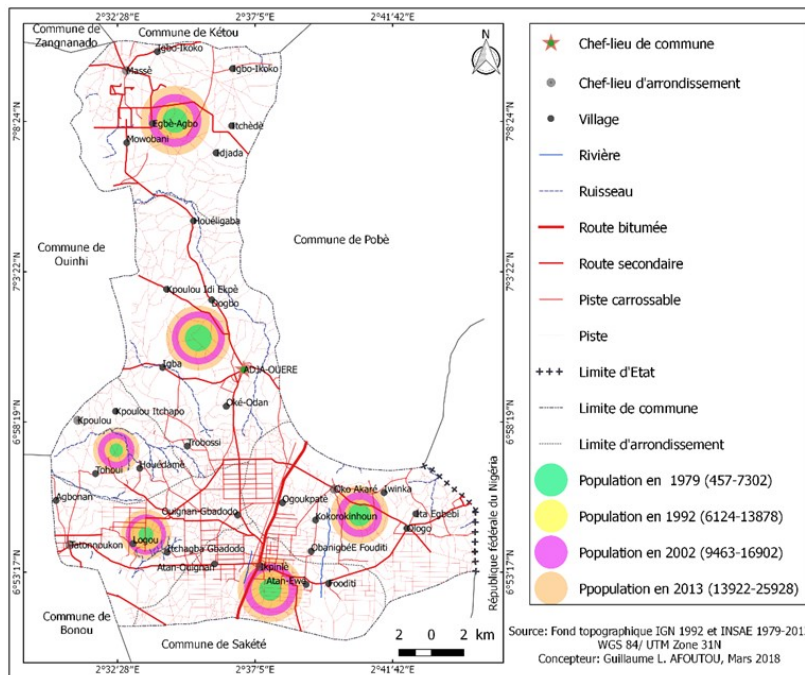 2°32'28"E
2°37'5"E
2°41'42"E
Commune de Zangnanado
Commune de Kétou
Igbo-Ikoko
Massè
Igbo-Ikoko
7°8'24"N
Egbè-Agbo
Itchèdè
7°8'24"N
Mowobani
Idjada
Houéligaba
Commune de Ouinhi
Commune de Pobè
7°3'22"N
Kpoulou Idi Ekpè
Dogbo
7°3'22"N
Igba
ADJA-OUERE
Oké-Odan
6°58'19"N
Kpoulou Itchapo
Kpoulou
6°58'19"N
Trobossi
Houédamè
Tohoui
Agbonan
Oko Akaré
Iwinka
Ogoukpatè
Ouignan-Gbadodo
Kokorokinhoun
Ita Egbebi
Ologo
Totonnoukon
Logou
Itchagba Gbadodo
ObanigbéE Fouditi
6°53'17"N
Atan-Ouignan
Ikpinlè
Atan-Ewé
Fooditi
6°53'17"N
République fédérale du Nigéria
Commune de Bonou
Commune de Sakété
2 0 2 km
2°32'28"E
2°37'5"E
2°41'42"E
N
Chef-lieu de commune
Chef-lieu d'arrondissement
Village
Rivière
Ruisseau
Route bitumée
Route secondaire
Piste carrossable
Piste
Limite d'Etat
Limite de commune
Limite d'arrondissement
Population en 1979 (457-7302)
Population en 1992 (6124-13878)
Population en 2002 (9463-16902)
Ppopulation en 2013 (13922-25928)
Source: Fond topographique IGN 1992 et INSAE 1979-201
WGS 84/ UTM Zone 31N
Concepteur: Guillaume L. AFOUTOU, Mars 2018